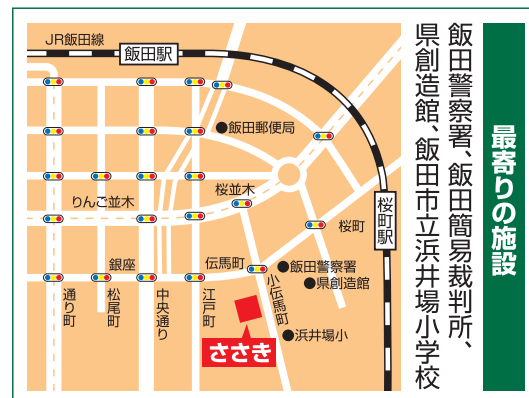 最寄りの施設
飯田警察署、飯田簡易裁判所、
県創造館、飯田市立浜井場小学校
JR飯田線
飯田駅
飯田郵便局
桜並木
りんご並木
桜町駅
桜町
銀座
伝馬町
飯田警察署
県創造館
小伝馬町
通り町
松尾町
中央通り
江戸町
浜井場小
ささき